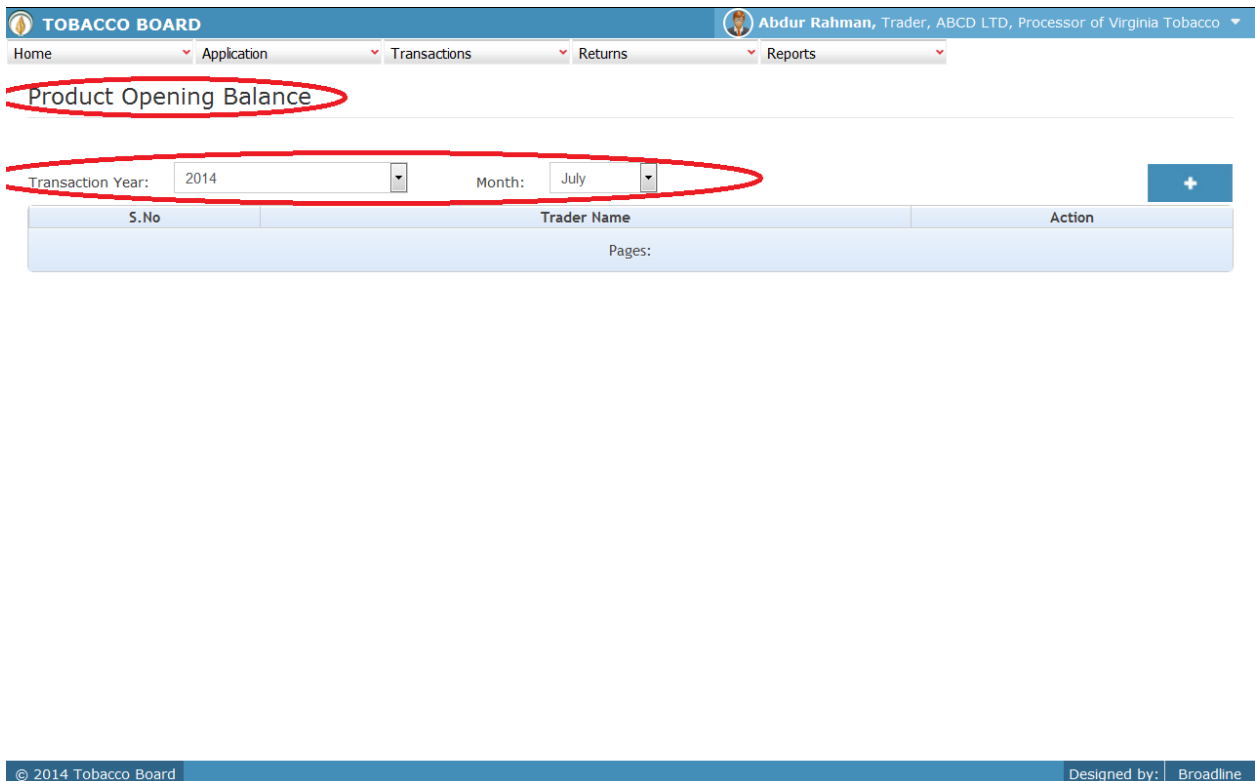 TOBACCO BOARD Abdur Rahman, Trader, ABCD LTD, Processor of Virginia Tobacco
Home Application Transactions Returns Reports
Product Opening Balance
Transaction Year: 2014 Month: July
S.No Trader Name Action
Pages:
© 2014 Tobacco Board Designed by: Broadline